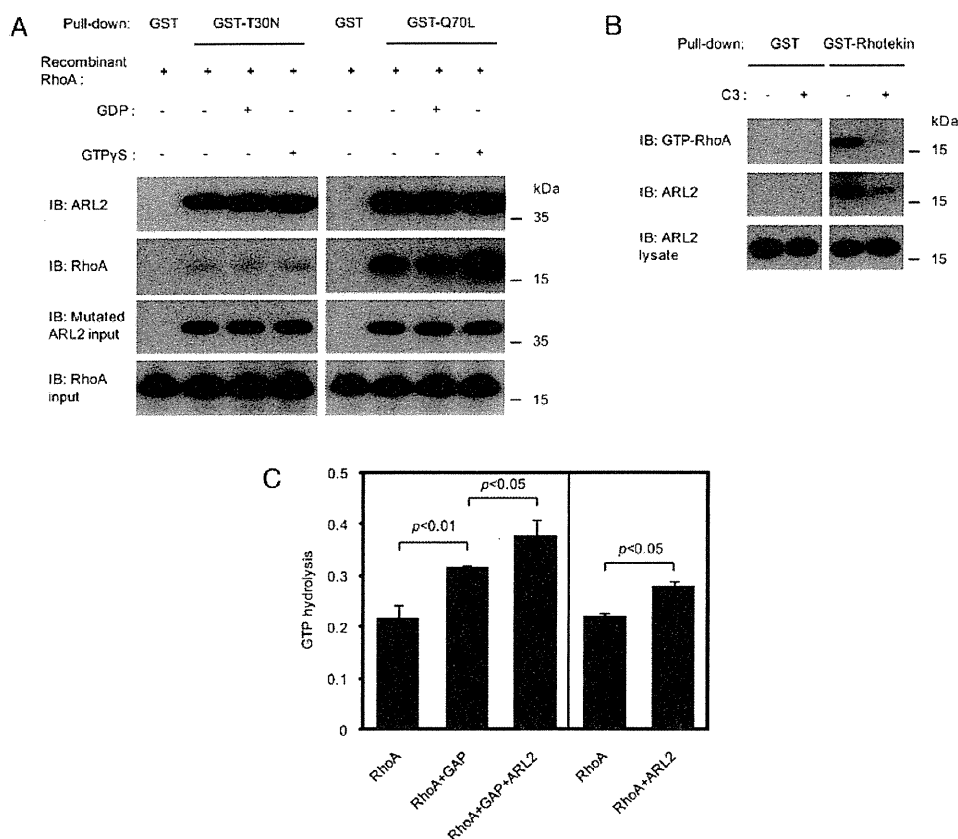 A
Pull-down: GST GST-T30N GST GST-Q70L
Recombinant RhoA : + + + + + + + +
GDP : - - + - - - + -
GTPγS : - - - + - - - +
kDa
IB: ARL2
35
IB: RhoA
15
IB: Mutated ARL2 input
35
IB: RhoA input
15
B
Pull-down: GST GST-Rhotekin
C3 : - + - +
kDa
IB: GTP-RhoA
15
IB: ARL2
15
IB: ARL2 lysate
15
C
0.5
0.4
0.3
0.2
0.1
0
GTP hydrolysis
p<0.01
p<0.05
p<0.05
RhoA
RhoA+GAP
RhoA+GAP+ARL2
RhoA
RhoA+ARL2